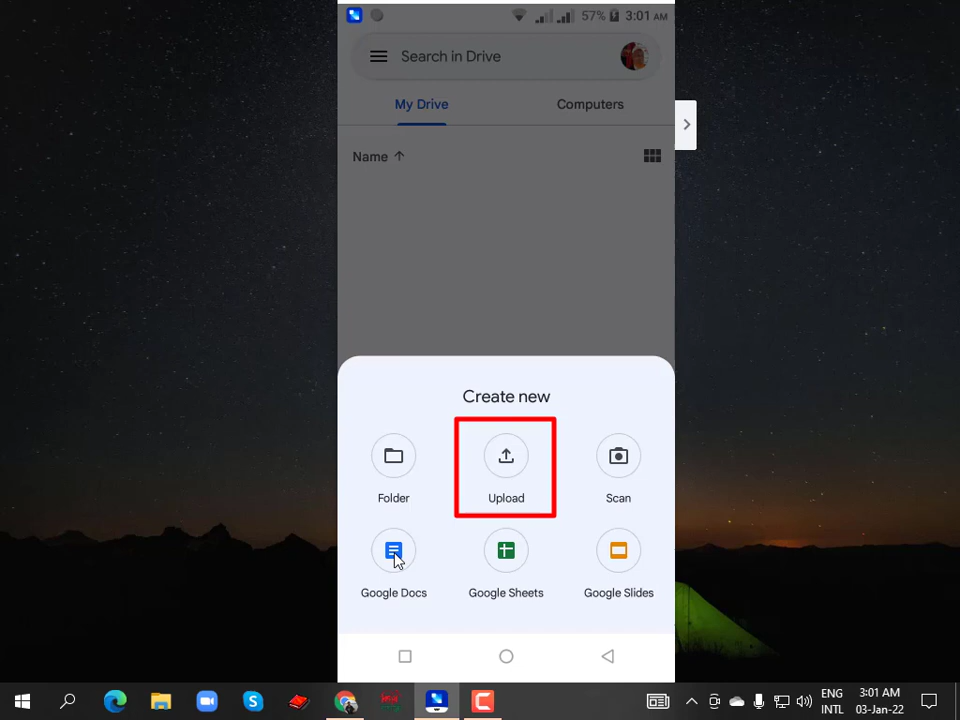 57% 3:01 AM
Search in Drive
My Drive Computers
Name
Create new
Folder Upload Scan
Google Docs Google Sheets Google Slides
ENG 3:01 AM
INTL 03-Jan-22